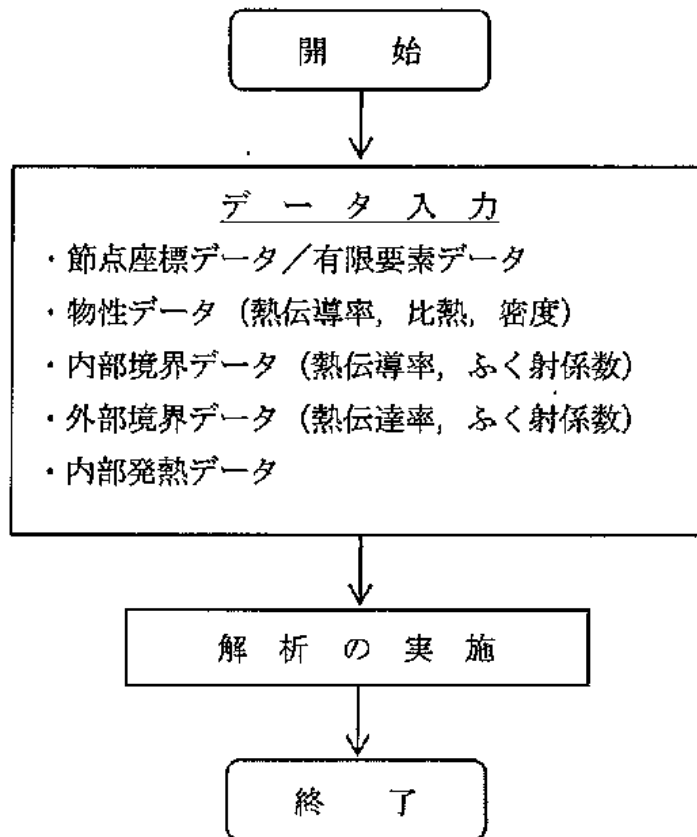 開 始
データ入力
・節点座標データ／有限要素データ
・物性データ（熱伝導率，比熱，密度）
・内部境界データ（熱伝導率，ふく射係数）
・外部境界データ（熱伝達率，ふく射係数）
・内部発熱データ
解析の実施
終 了